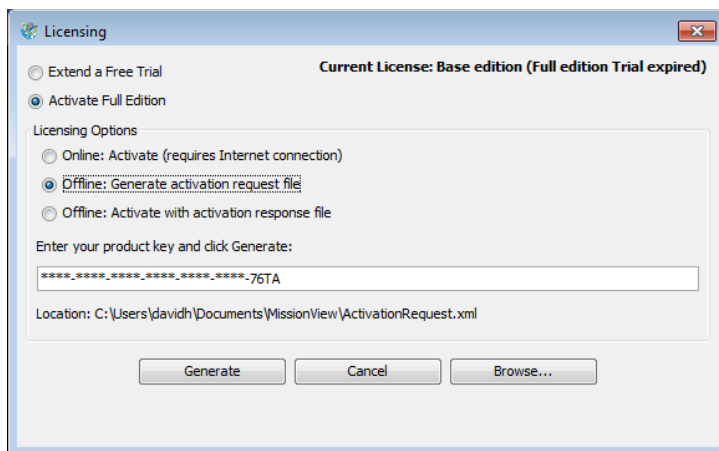 Licensing
Extend a Free Trial
Current License: Base edition (Full edition Trial expired)
Activate Full Edition
Licensing Options
Online: Activate (requires Internet connection)
Offline: Generate activation request file
Offline: Activate with activation response file
Enter your product key and click Generate:
****-****-****-****-****-****-76TA
Location: C:\Users\davidh\Documents\MissionView\ActivationRequest.xml
Generate Cancel Browse...